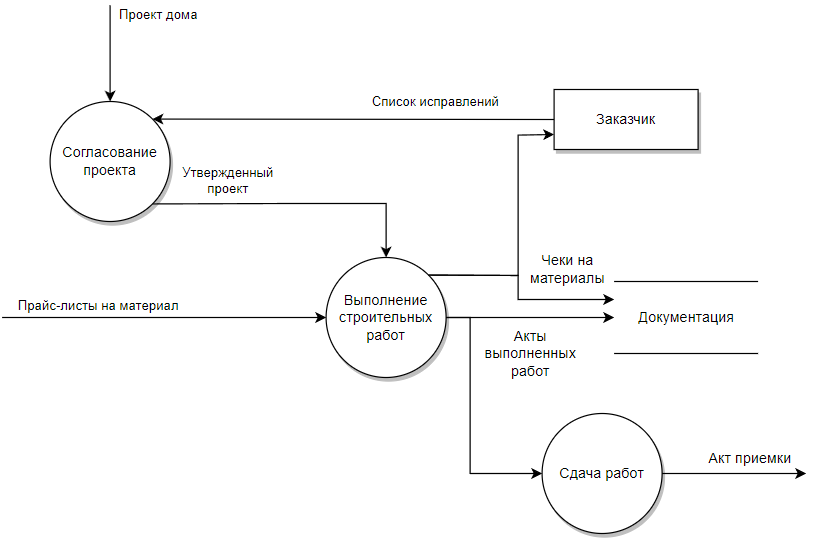 Проект дома
Список исправлений
Заказчик
Согласование
проекта
Утвержденный
проект
Чеки на
материалы
Прайс-листы на материал
Выполнение
строительных
работ
Документация
Акты
выполненных
работ
Сдача работ
Акт приемки